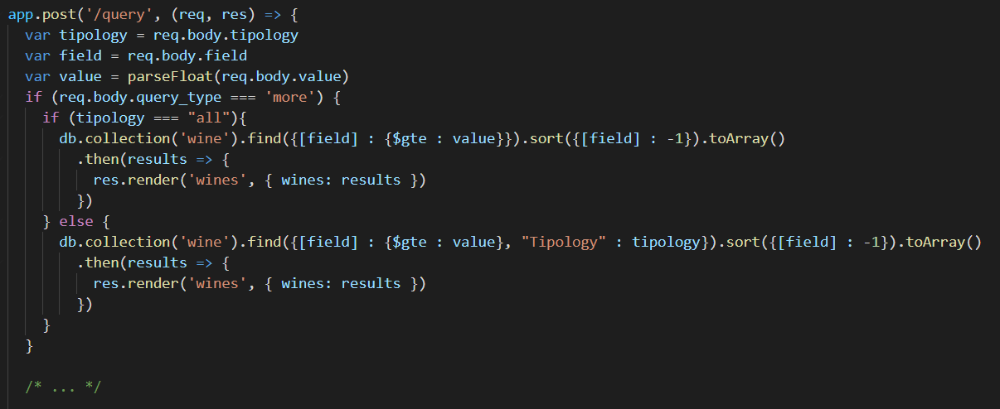 app.post('/query', (req, res) => {
  var tipology = req.body.tipology
  var field = req.body.field
  var value = parseFloat(req.body.value)
  if (req.body.query_type === 'more') {
    if (tipology === "all"){
      db.collection('wine').find({[field] : {$gte : value}}).sort({[field] : -1}).toArray()
        .then(results => {
          res.render('wines', { wines: results })
        })
    } else {
      db.collection('wine').find({[field] : {$gte : value}, "Tipology" : tipology}).sort({[field] : -1}).toArray()
        .then(results => {
          res.render('wines', { wines: results })
        })
    }
  }
  /* ... */